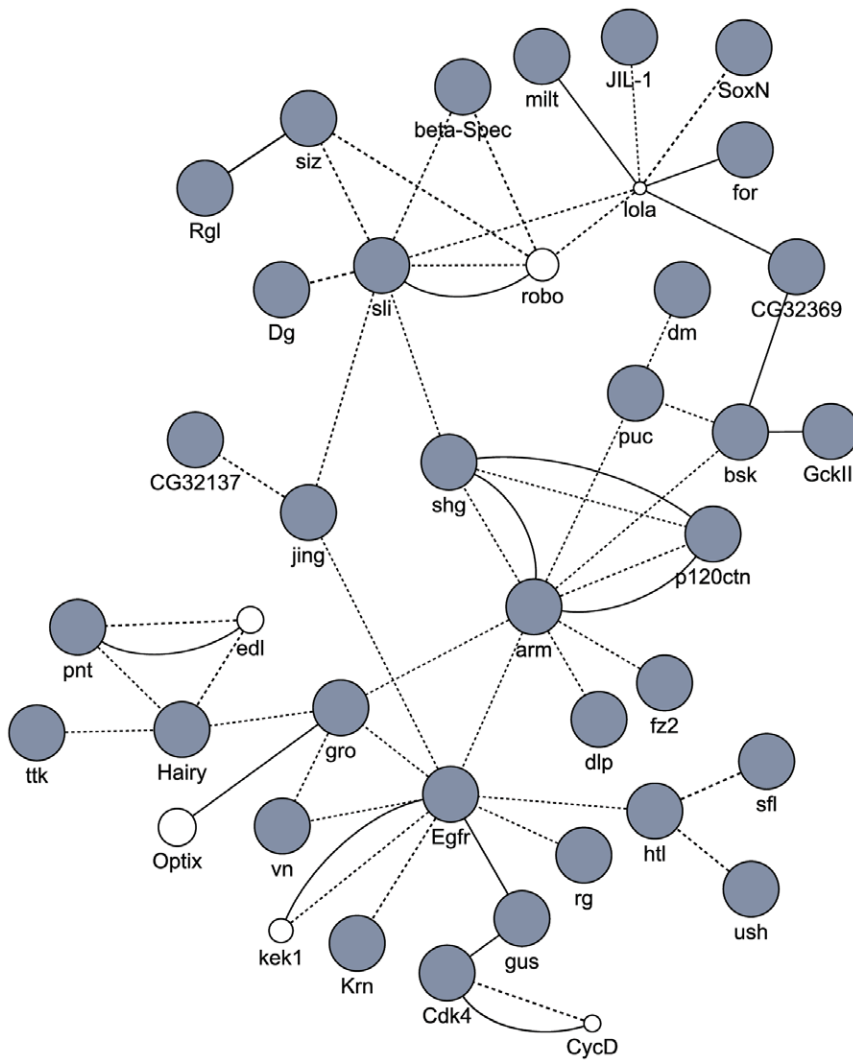 milt
JIL-1
SoxN
beta-Spec
siz
for
lola
Rgl
robo
CG32369
sli
Dg
dm
puc
bsk
GckII
CG32137
shg
jing
p120ctn
edl
arm
pnt
fz2
gro
dlp
ttk
Hairy
sfl
Egfr
htl
Optix
vn
rg
ush
kek1
gus
Krn
Cdk4
CycD